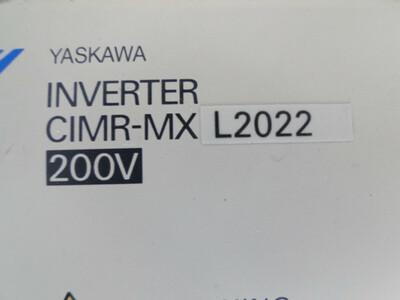 YASKAWA
INVERTER
CIMR-MX L2022
200V